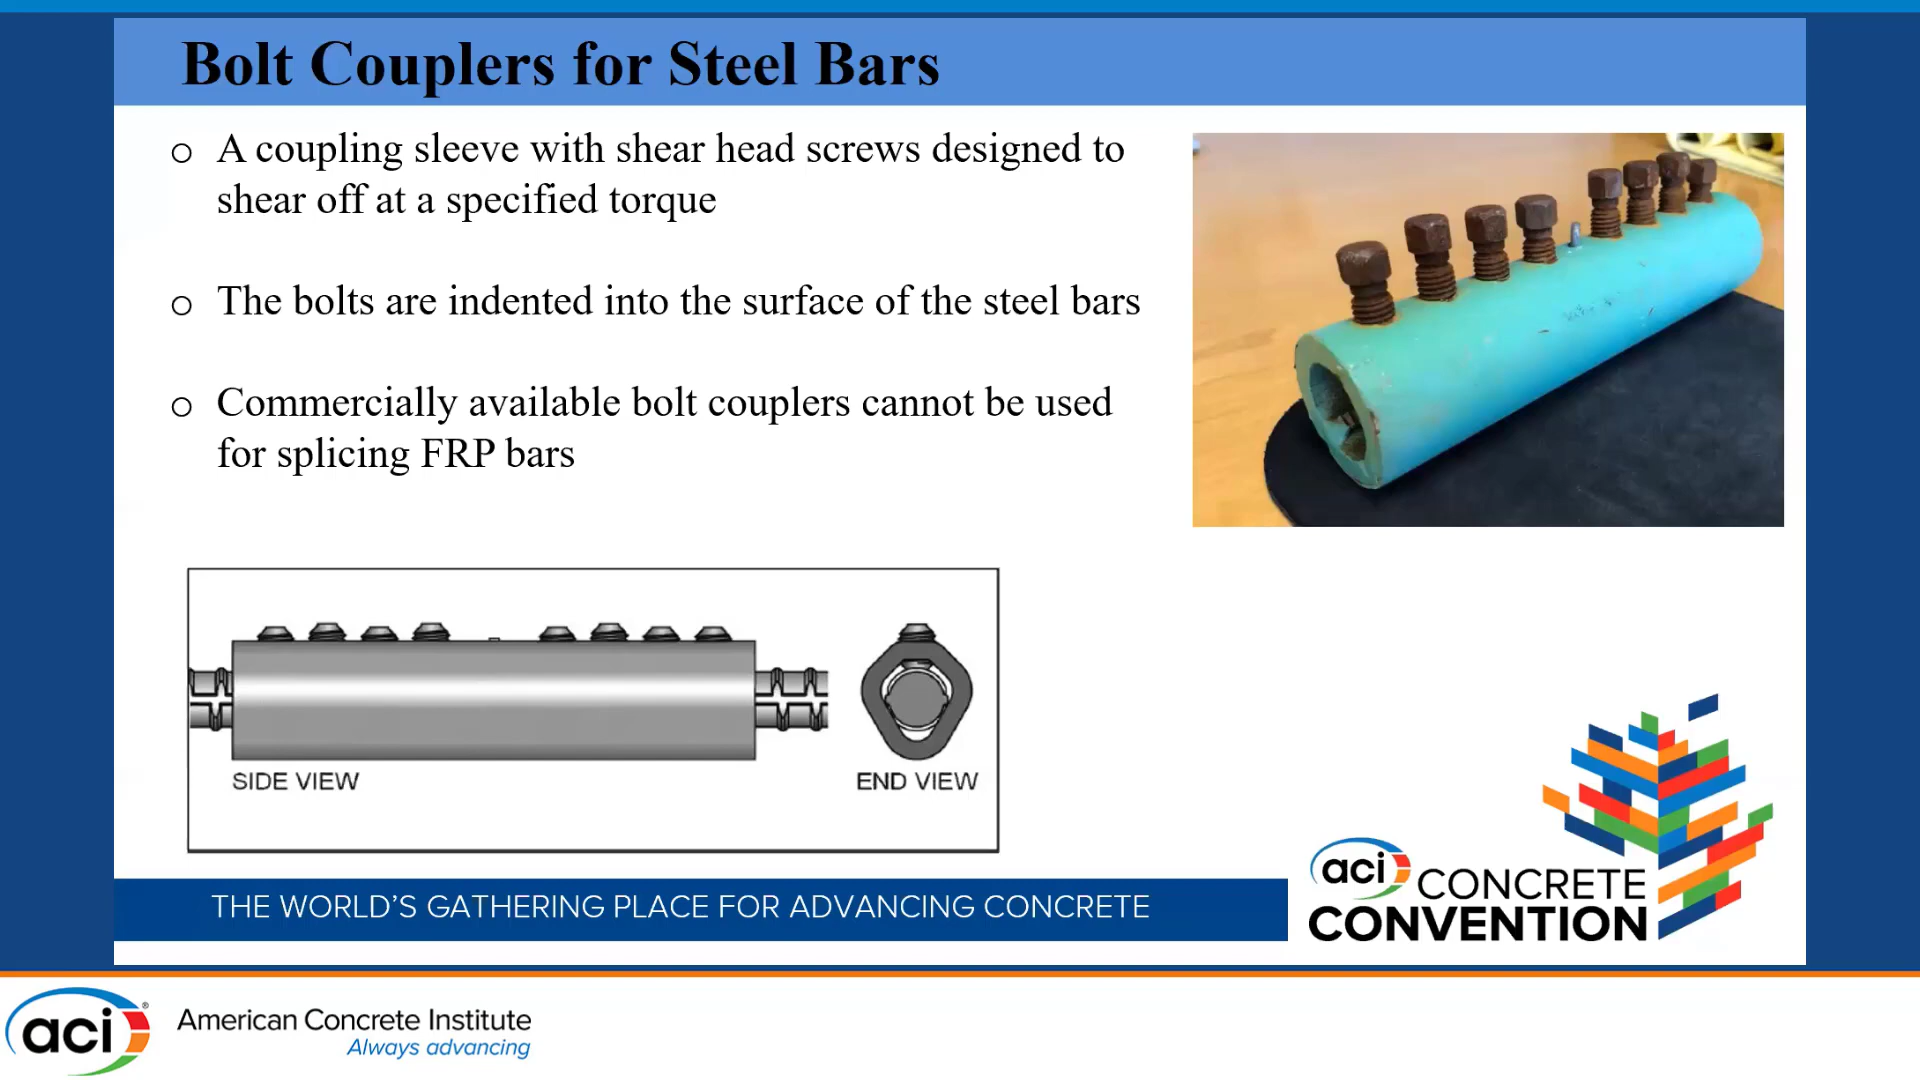 Bolt Couplers for Steel Bars
o A coupling sleeve with shear head screws designed to
shear off at a specified torque
o The bolts are indented into the surface of the steel bars
o Commercially available bolt couplers cannot be used
for splicing FRP bars
SIDE VIEW
END VIEW
THE WORLD'S GATHERING PLACE FOR ADVANCING CONCRETE
aci CONCRETE
CONVENTION
aci®
American Concrete Institute
Always advancing